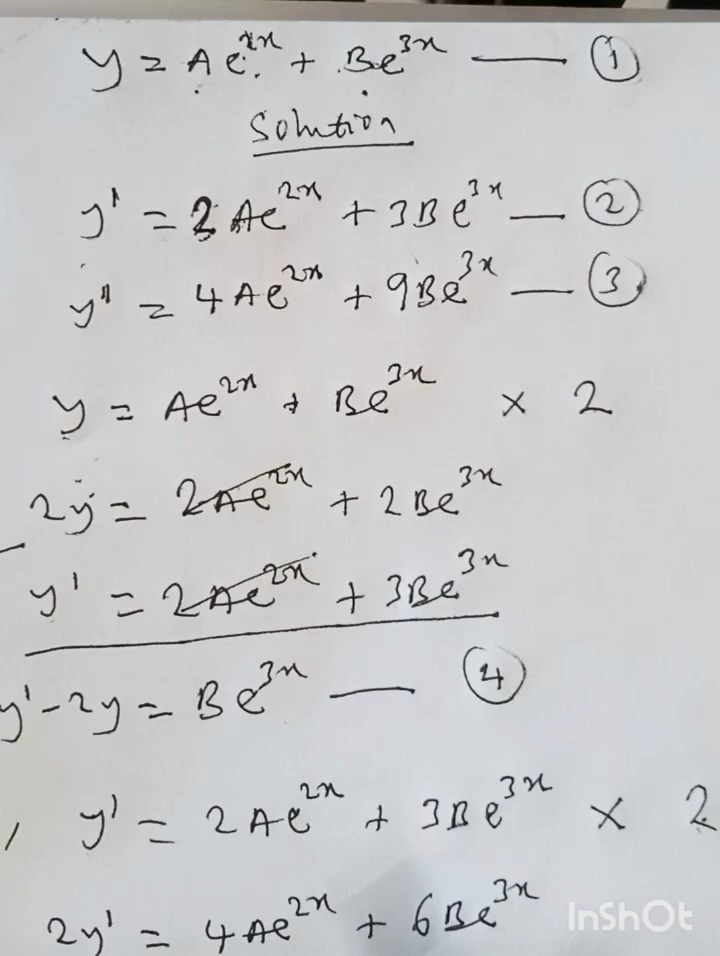 y = Ae^2x + Be^3x — ①
Solution
y' = 2Ae^2x + 3Be^3x — ②
y'' = 4Ae^2x + 9Be^3x — ③
y = Ae^2x + Be^3x × 2
2y = 2Ae^2x + 2Be^3x
y' = 2Ae^2x + 3Be^3x
y' - 2y = Be^3x — ④
, y' = 2Ae^2x + 3Be^3x × 2
2y' = 4Ae^2x + 6Be^3x
InShOt